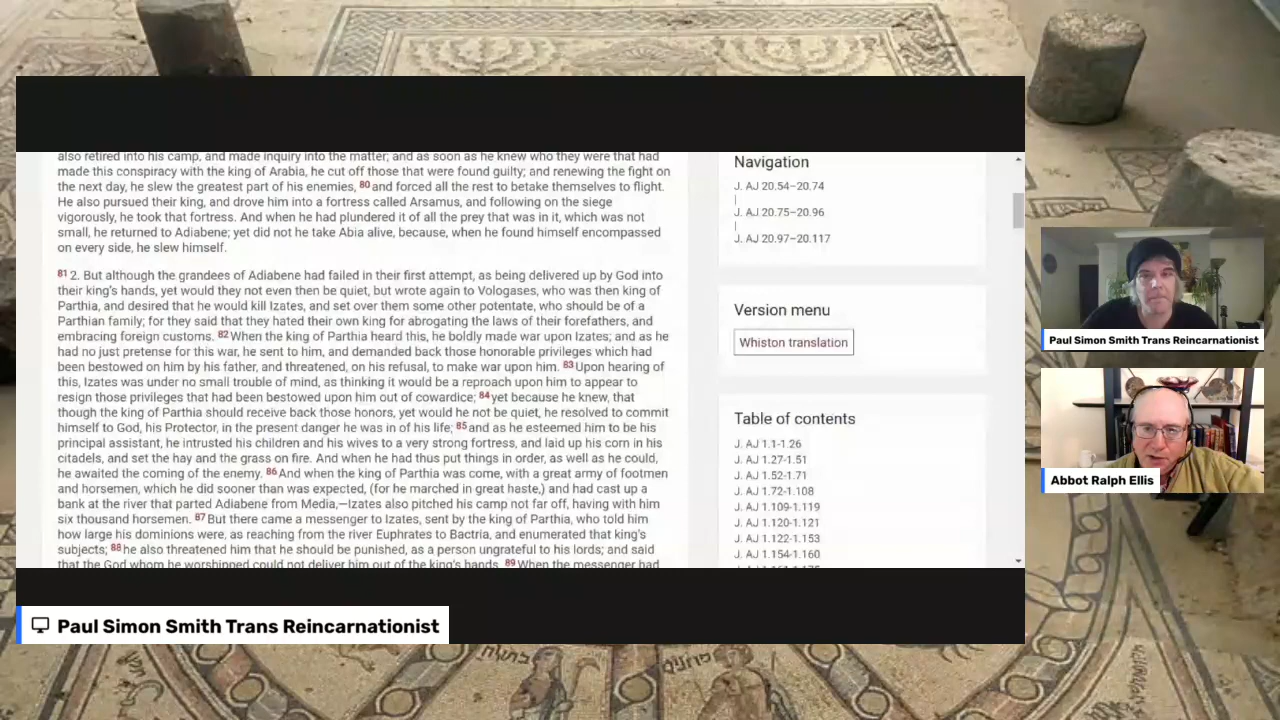 also retired into his camp, and made inquiry into the matter; and as soon as he knew who they were that had
made this conspiracy with the king of Arabia, he cut off those that were found guilty; and renewing the fight on
the next day, he slew the greatest part of his enemies, 80 and forced all the rest to betake themselves to flight.
He also pursued their king, and drove him into a fortress called Arsamus, and following on the siege
vigorously, he took that fortress. And when he had plundered it of all the prey that was in it, which was not
small, he returned to Adiabene; yet did not he take Abia alive, because, when he found himself encompassed
on every side, he slew himself.
81 2. But although the grandees of Adiabene had failed in their first attempt, as being delivered up by God into
their king's hands, yet would they not even then be quiet, but wrote again to Vologases, who was then king of
Parthia, and desired that he would kill Izates, and set over them some other potentate, who should be of a
Parthian family; for they said that they hated their own king for abrogating the laws of their forefathers, and
embracing foreign customs. 82 When the king of Parthia heard this, he boldly made war upon Izates; and as he
had no just pretense for this war, he sent to him, and demanded back those honorable privileges which had
been bestowed on him by his father, and threatened, on his refusal, to make war upon him. 83 Upon hearing of
this, Izates was under no small trouble of mind, as thinking it would be a reproach upon him to appear to
resign those privileges that had been bestowed upon him out of cowardice; 84 yet because he knew, that
though the king of Parthia should receive back those honors, yet would he not be quiet, he resolved to commit
himself to God, his Protector, in the present danger he was in of his life; 85 and as he esteemed him to be his
principal assistant, he intrusted his children and his wives to a very strong fortress, and laid up his corn in his
citadels, and set the hay and the grass on fire. And when he had thus put things in order, as well as he could,
he awaited the coming of the enemy. 86 And when the king of Parthia was come, with a great army of footmen
and horsemen, which he did sooner than was expected, (for he marched in great haste,) and had cast up a
bank at the river that parted Adiabene from Media,—Izates also pitched his camp not far off, having with him
six thousand horsemen. 87 But there came a messenger to Izates, sent by the king of Parthia, who told him
how large his dominions were, as reaching from the river Euphrates to Bactria, and enumerated that king's
subjects; 88 he also threatened him that he should be punished, as a person ungrateful to his lords; and said
that the God whom he worshipped could not deliver him out of the king's hands. 89 When the messenger had
Navigation
J. AJ 20.54–20.74
|
J. AJ 20.75–20.96
|
J. AJ 20.97–20.117
Version menu
Whiston translation
Table of contents
J. AJ 1.1-1.26
J. AJ 1.27-1.51
J. AJ 1.52-1.71
J. AJ 1.72-1.108
J. AJ 1.109-1.119
J. AJ 1.120-1.121
J. AJ 1.122-1.153
J. AJ 1.154-1.160
Paul Simon Smith Trans Reincarnationist
Abbot Ralph Ellis
Paul Simon Smith Trans Reincarnationist
בתולה